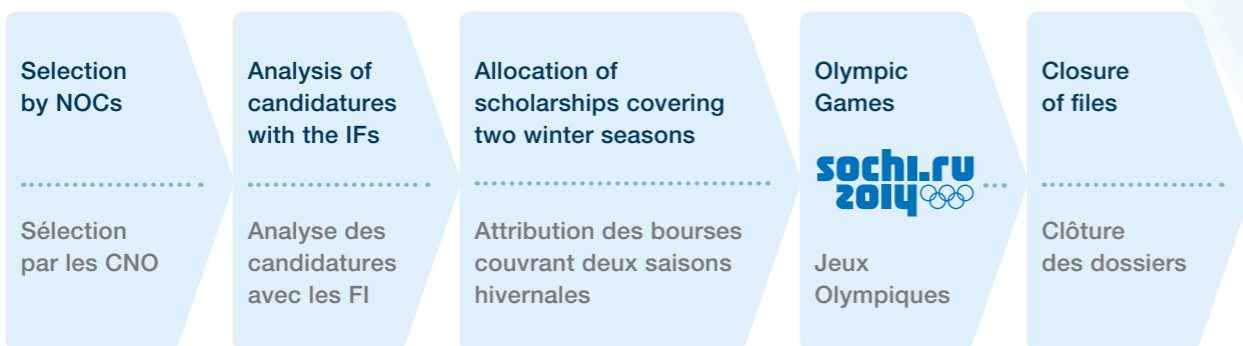 Selection
by NOCs
Sélection
par les CNO
Analysis of
candidatures
with the IFs
Analyse des
candidatures
avec les FI
Allocation of
scholarships covering
two winter seasons
Attribution des bourses
couvrant deux saisons
hivernales
Olympic
Games
sochi.ru
2014
Jeux
Olympiques
Closure
of files
Clôture
des dossiers